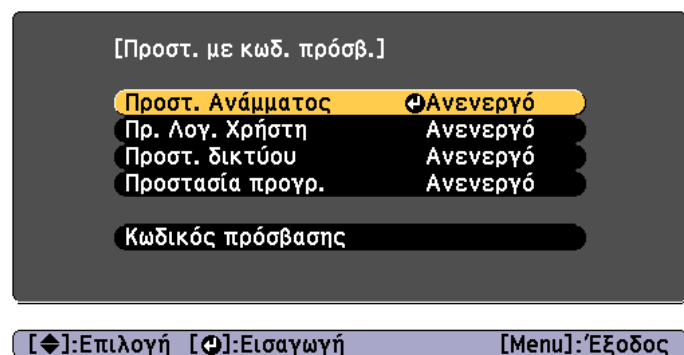 [Προστ. με κωδ. πρόσβ.]
Προστ. Ανάμματος Ανενεργό
Πρ. Λογ. Χρήστη Ανενεργό
Προστ. δικτύου Ανενεργό
Προστασία προγρ. Ανενεργό
Κωδικός πρόσβασης
[◆]:Επιλογή [⏎]:Εισαγωγή [Menu]:Έξοδος